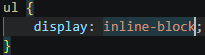 ul {
    display: inline-block;
}